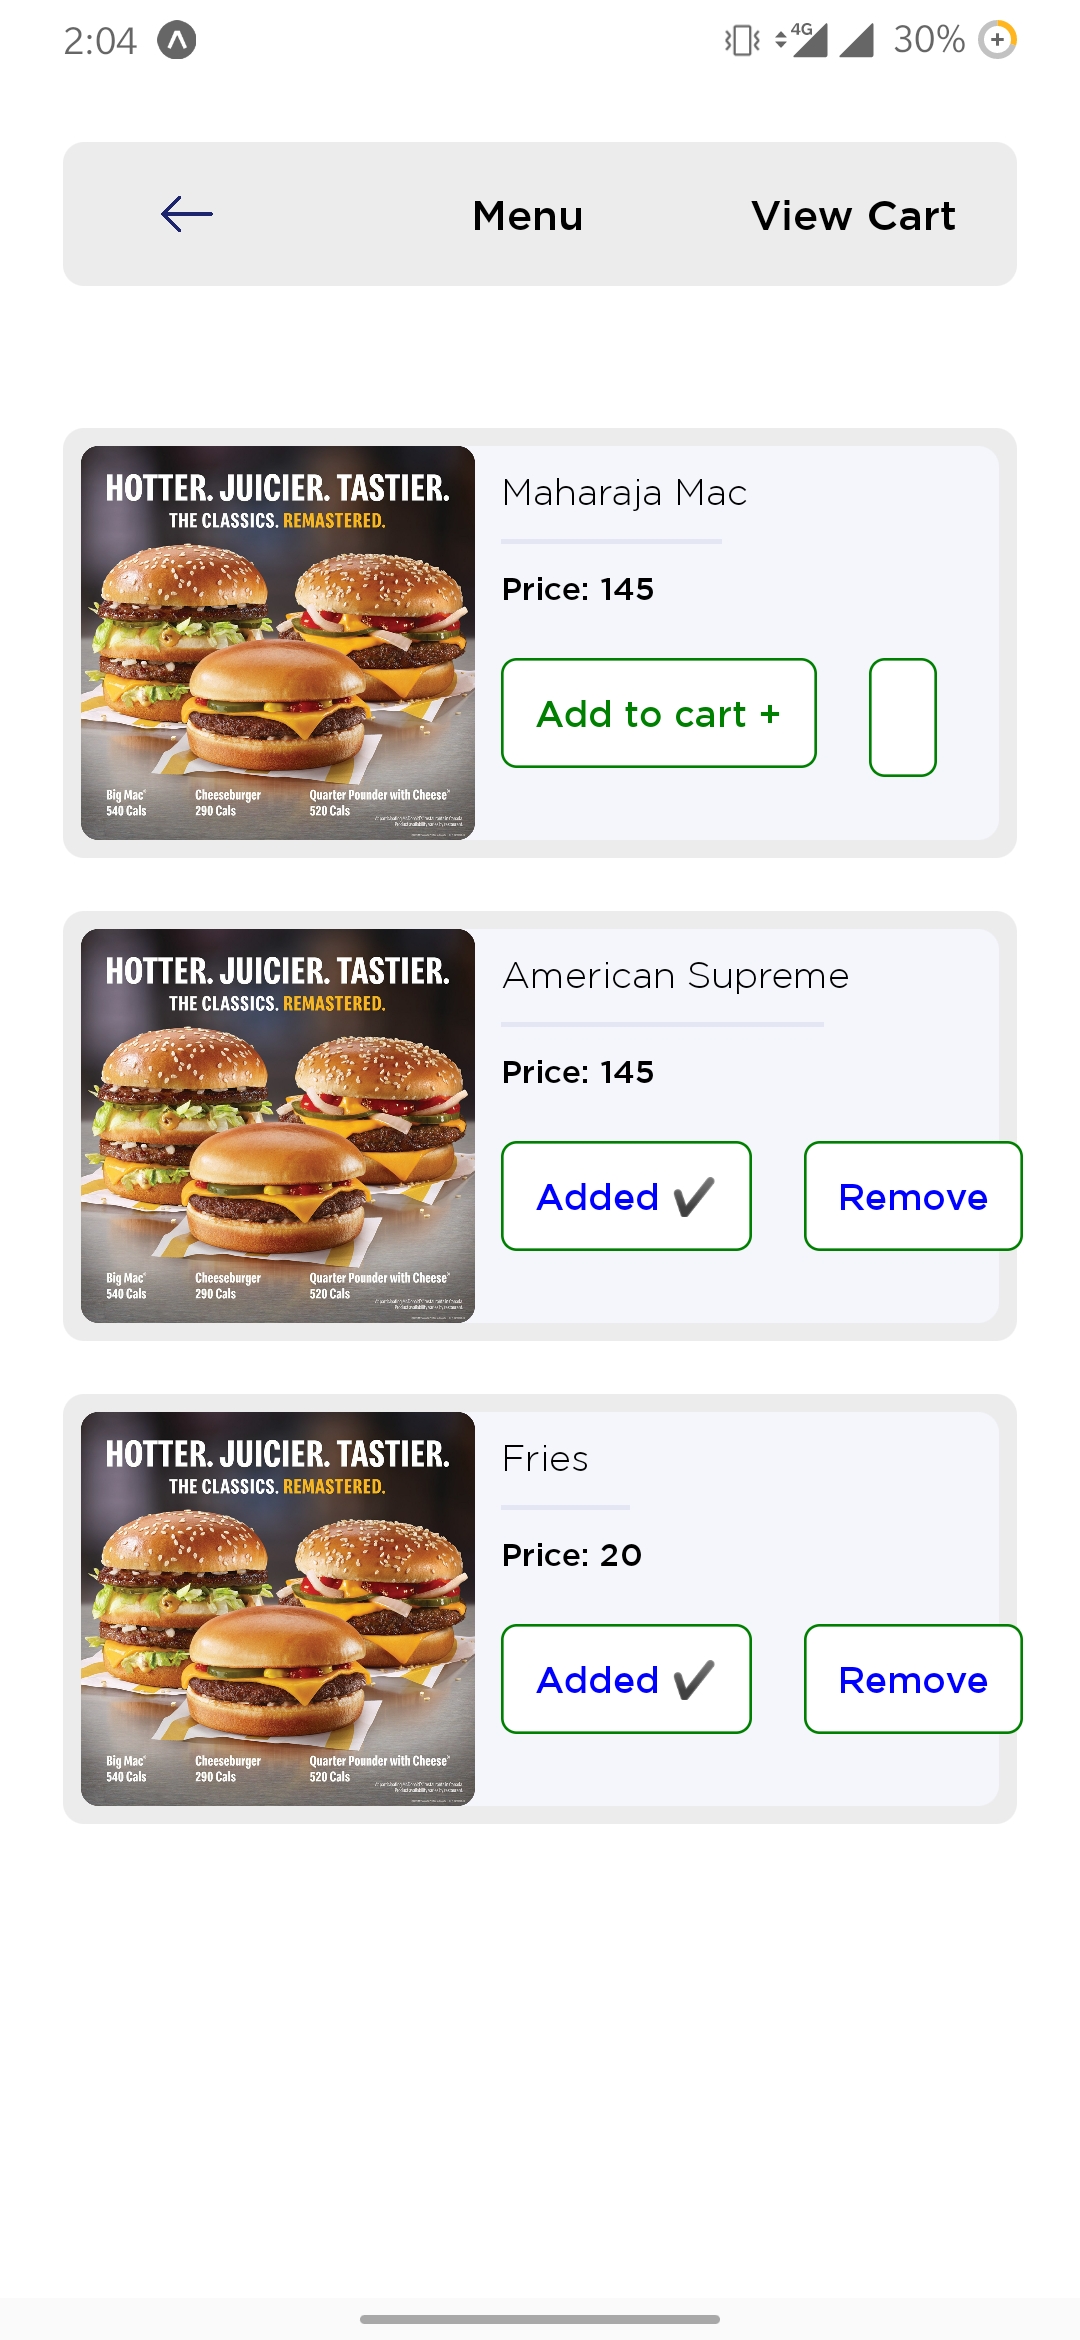 2:04
4G
30%
Menu
View Cart
HOTTER. JUICIER. TASTIER.
THE CLASSICS. REMASTERED.
Big Mac®
540 Cals
Cheeseburger
290 Cals
Quarter Pounder with Cheese®
520 Cals
Maharaja Mac
Price: 145
Add to cart +
HOTTER. JUICIER. TASTIER.
THE CLASSICS. REMASTERED.
Big Mac®
540 Cals
Cheeseburger
290 Cals
Quarter Pounder with Cheese®
520 Cals
American Supreme
Price: 145
Added ✔
Remove
HOTTER. JUICIER. TASTIER.
THE CLASSICS. REMASTERED.
Big Mac®
540 Cals
Cheeseburger
290 Cals
Quarter Pounder with Cheese®
520 Cals
Fries
Price: 20
Added ✔
Remove